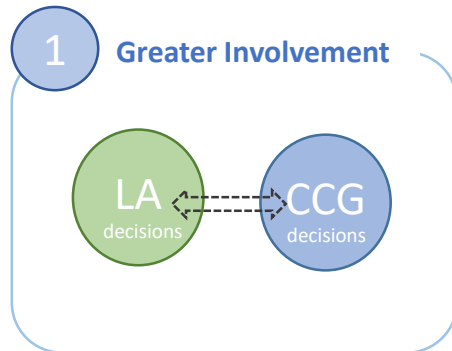 1
Greater Involvement
LA
decisions
CCG
decisions